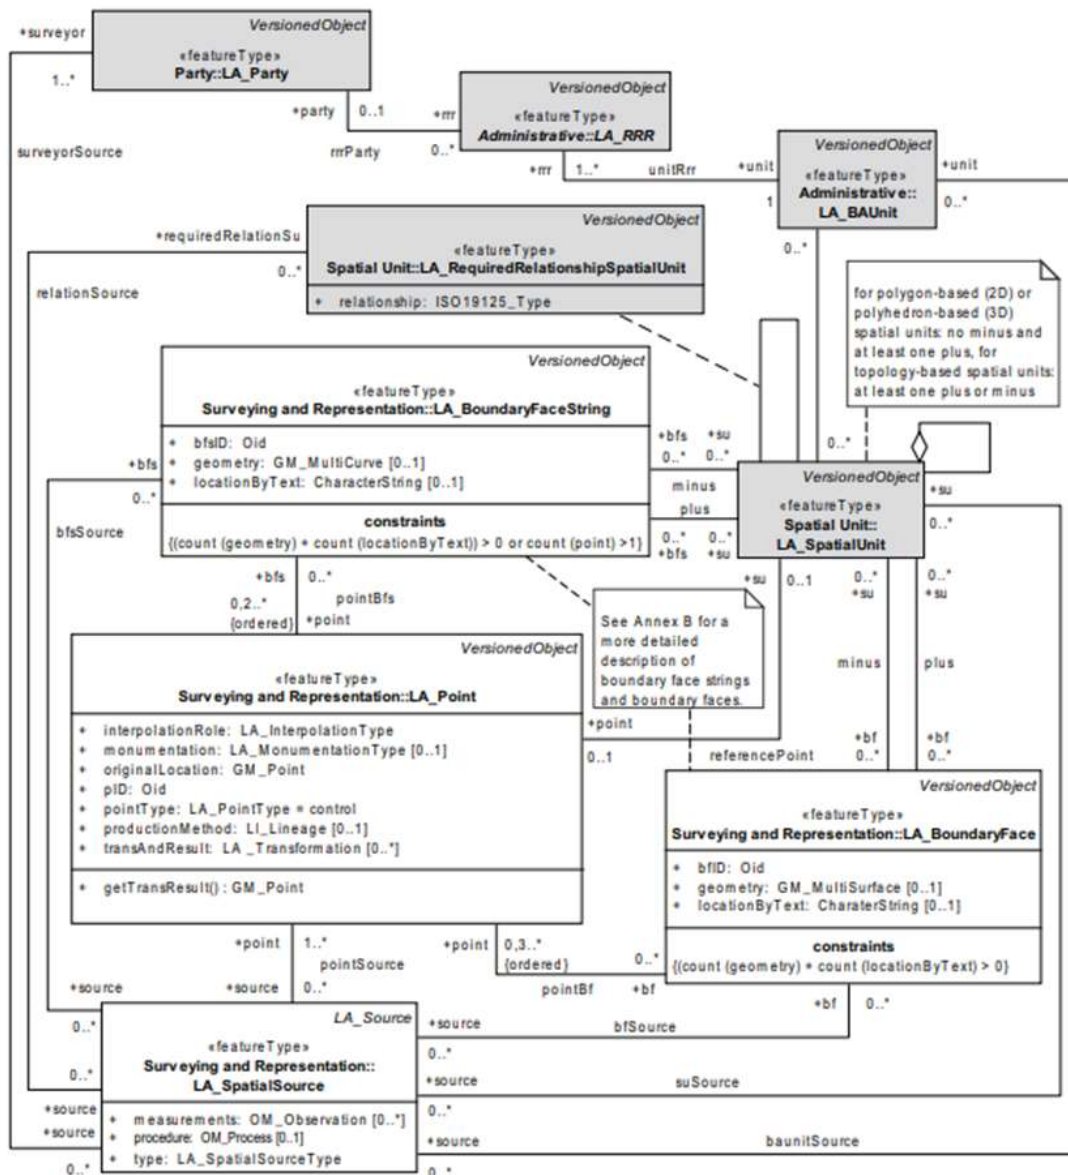 +surveyor
VersionedObject
«featureType»
Party::LA_Party
1..*
+party
0..1
+rrr
surveyorSource
rrrParty
0..*
VersionedObject
«featureType»
Administrative::LA_RRR
+rrr
1..*
unitRrr
+unit
1
VersionedObject
«featureType»
Administrative::
LA_BAUnit
+unit
0..*
0..*
+requiredRelationSu
0..*
relationSource
VersionedObject
«featureType»
Spatial Unit::LA_RequiredRelationshipSpatialUnit
+ relationship: ISO19125_Type
for polygon-based (2D) or
polyhedron-based (3D)
spatial units: no minus and
at least one plus, for
topology-based spatial units:
at least one plus or minus
VersionedObject
«featureType»
Surveying and Representation::LA_BoundaryFaceString
+ bfsID: Oid
+ geometry: GM_MultiCurve [0..1]
+ locationByText: CharacterString [0..1]
constraints
{(count (geometry) + count (locationByText)) > 0 or count (point) >1}
+bfs
0..*
bfsSource
+bfs +su
0..* 0..*
minus
plus
0..* 0..*
+bfs +su
0..*
VersionedObject
«featureType»
Spatial Unit::
LA_SpatialUnit
+su
0..*
+bfs
0..*
0,2..*
pointBfs
{ordered}
+point
+su
0..1
0..*
+su
0..*
+su
See Annex B for a
more detailed
description of
boundary face strings
and boundary faces.
minus
plus
VersionedObject
«featureType»
Surveying and Representation::LA_Point
+ interpolationRole: LA_InterpolationType
+ monumentation: LA_MonumentationType [0..1]
+ originalLocation: GM_Point
+ pID: Oid
+ pointType: LA_PointType = control
+ productionMethod: LI_Lineage [0..1]
+ transAndResult: LA _Transformation [0..*]
+ getTransResult() : GM_Point
+point
0..1
referencePoint
+bf
0..*
+bf
0..*
VersionedObject
«featureType»
Surveying and Representation::LA_BoundaryFace
+ bfID: Oid
+ geometry: GM_MultiSurface [0..1]
+ locationByText: CharaterString [0..1]
constraints
{(count (geometry) + count (locationByText) > 0}
+point
1..*
pointSource
+source
0..*
+point
0,3..*
{ordered}
0..*
pointBf
+bf
+bf
0..*
+source
0..*
0..*
+source
+source
0..*
LA_Source
«featureType»
Surveying and Representation::
LA_SpatialSource
+ measurements: OM_Observation [0..*]
+ procedure: OM_Process [0..1]
+ type: LA_SpatialSourceType
+source
bfSource
0..*
+source
suSource
0..*
+source
baunitSource
0..*